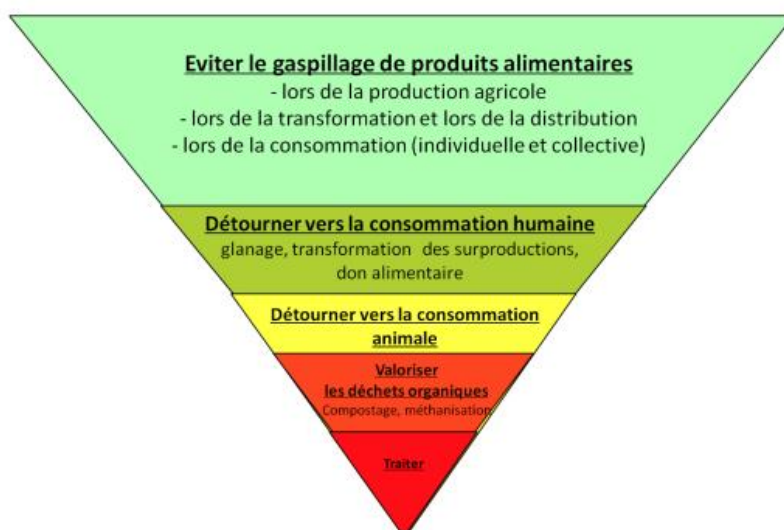 Eviter le gaspillage de produits alimentaires
- lors de la production agricole
- lors de la transformation et lors de la distribution
- lors de la consommation (individuelle et collective)
Détourner vers la consommation humaine
glanage, transformation des surproductions,
don alimentaire
Détourner vers la consommation
animale
Valoriser
les déchets organiques
Compostage, méthanisation
Traiter